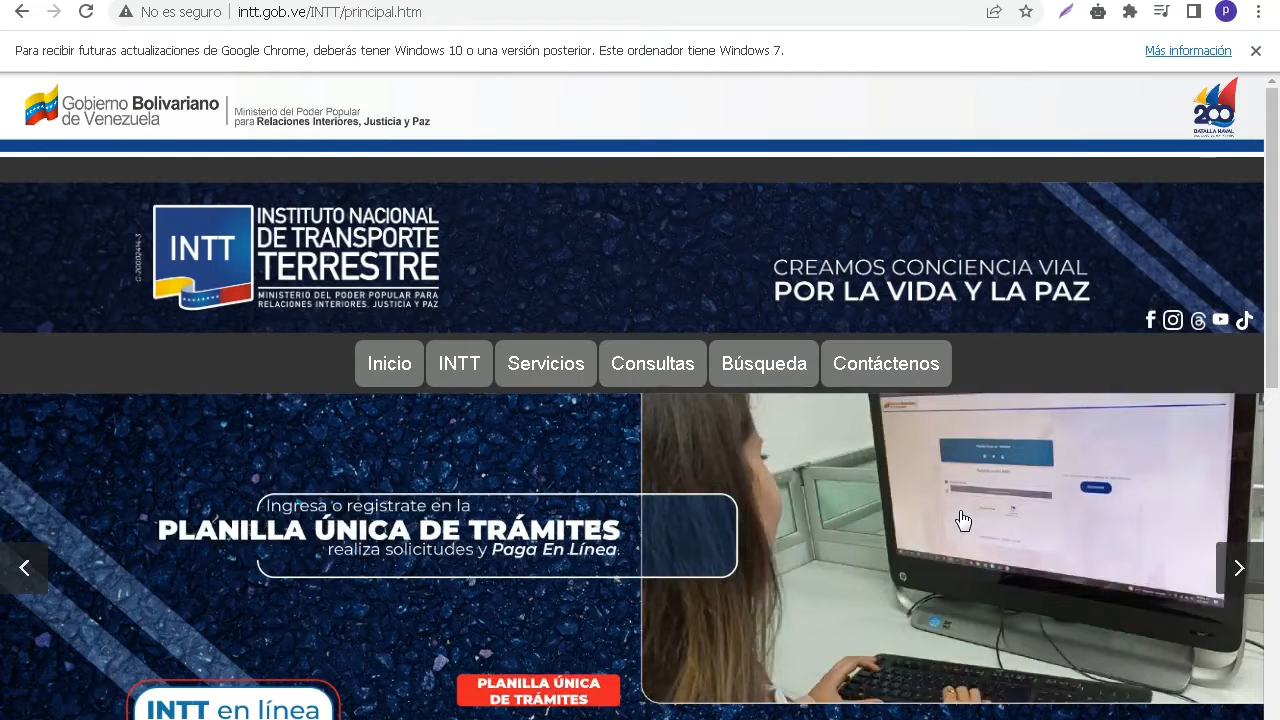 No es seguro | intt.gob.ve/INTT/principal.htm
P
Para recibir futuras actualizaciones de Google Chrome, deberás tener Windows 10 o una versión posterior. Este ordenador tiene Windows 7.
Más información
Gobierno Bolivariano
de Venezuela
Ministerio del Poder Popular
para Relaciones Interiores, Justicia y Paz
200
BATALLA NAVAL
INTT
INSTITUTO NACIONAL
DE TRANSPORTE
TERRESTRE
MINISTERIO DEL PODER POPULAR PARA
RELACIONES INTERIORES, JUSTICIA Y PAZ
CREAMOS CONCIENCIA VIAL
POR LA VIDA Y LA PAZ
Inicio
INTT
Servicios
Consultas
Búsqueda
Contáctenos
Ingresa o registrate en la
PLANILLA ÚNICA DE TRÁMITES
realiza solicitudes y Paga En Línea.
PLANILLA ÚNICA
DE TRÁMITES
INTT en línea